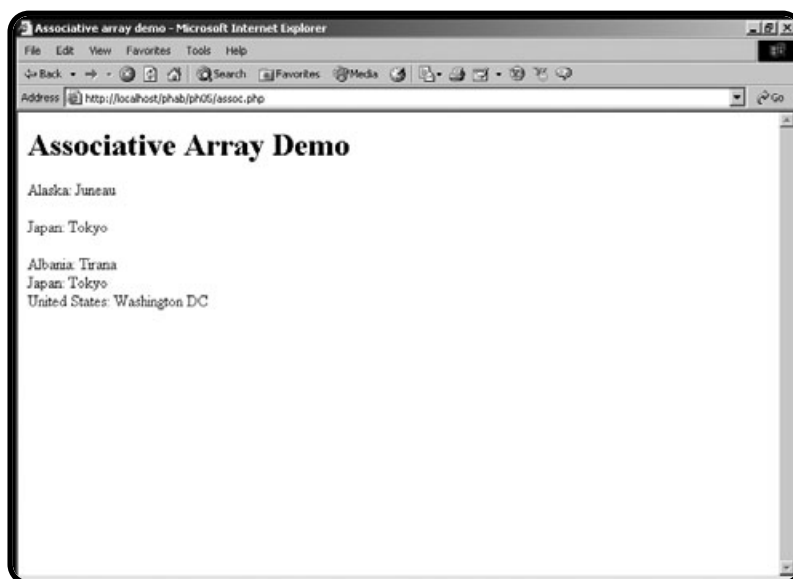 Associative array demo - Microsoft Internet Explorer
File Edit View Favorites Tools Help
Back Search Favorites Media
Address http://localhost/phab/ph05/assoc.php Go
Associative Array Demo
Alaska: Juneau
Japan: Tokyo
Albania: Tirana
Japan: Tokyo
United States: Washington DC